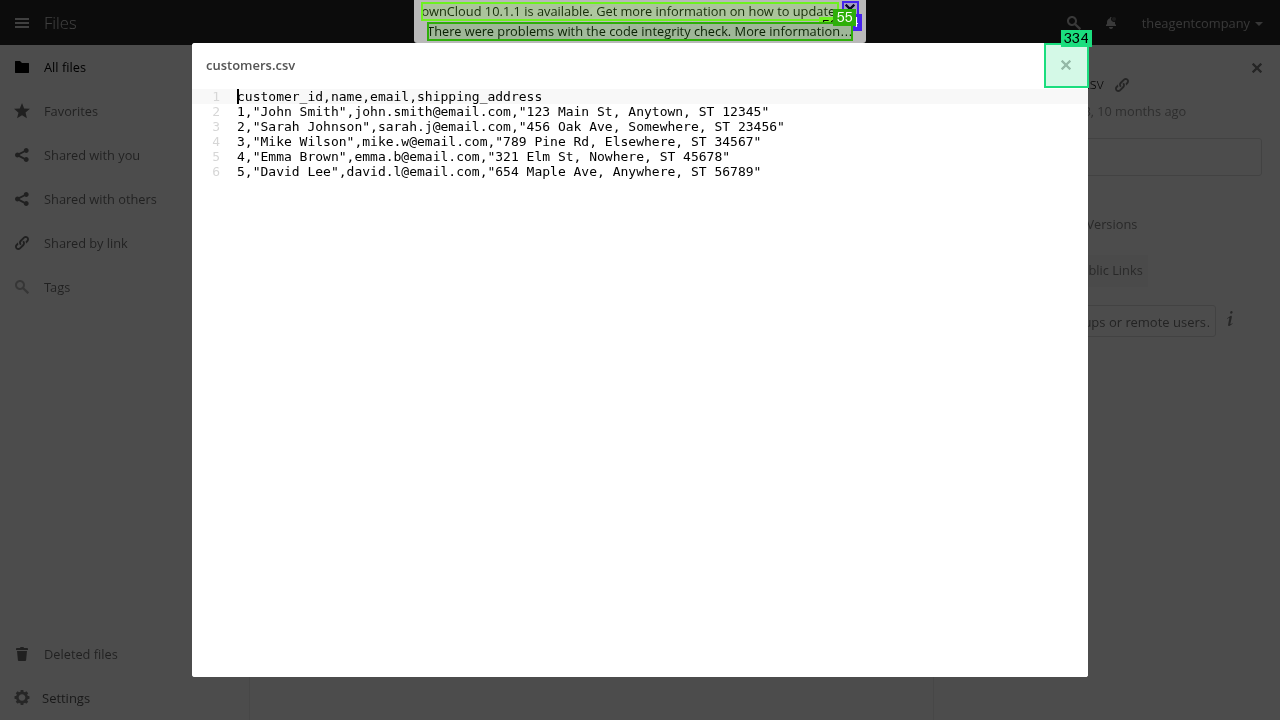 ownCloud 10.1.1 is available. Get more information on how to update
55
There were problems with the code integrity check. More information...
Files
theagentcompany
334
customers.csv
All files
Favorites
Shared with you
Shared with others
Shared by link
Tags
1 customer_id,name,email,shipping_address
2 1,"John Smith",john.smith@email.com,"123 Main St, Anytown, ST 12345"
3 2,"Sarah Johnson",sarah.j@email.com,"456 Oak Ave, Somewhere, ST 23456"
4 3,"Mike Wilson",mike.w@email.com,"789 Pine Rd, Elsewhere, ST 34567"
5 4,"Emma Brown",emma.b@email.com,"321 Elm St, Nowhere, ST 45678"
6 5,"David Lee",david.l@email.com,"654 Maple Ave, Anywhere, ST 56789"
, 10 months ago
Versions
blic Links
ups or remote users.
Deleted files
Settings